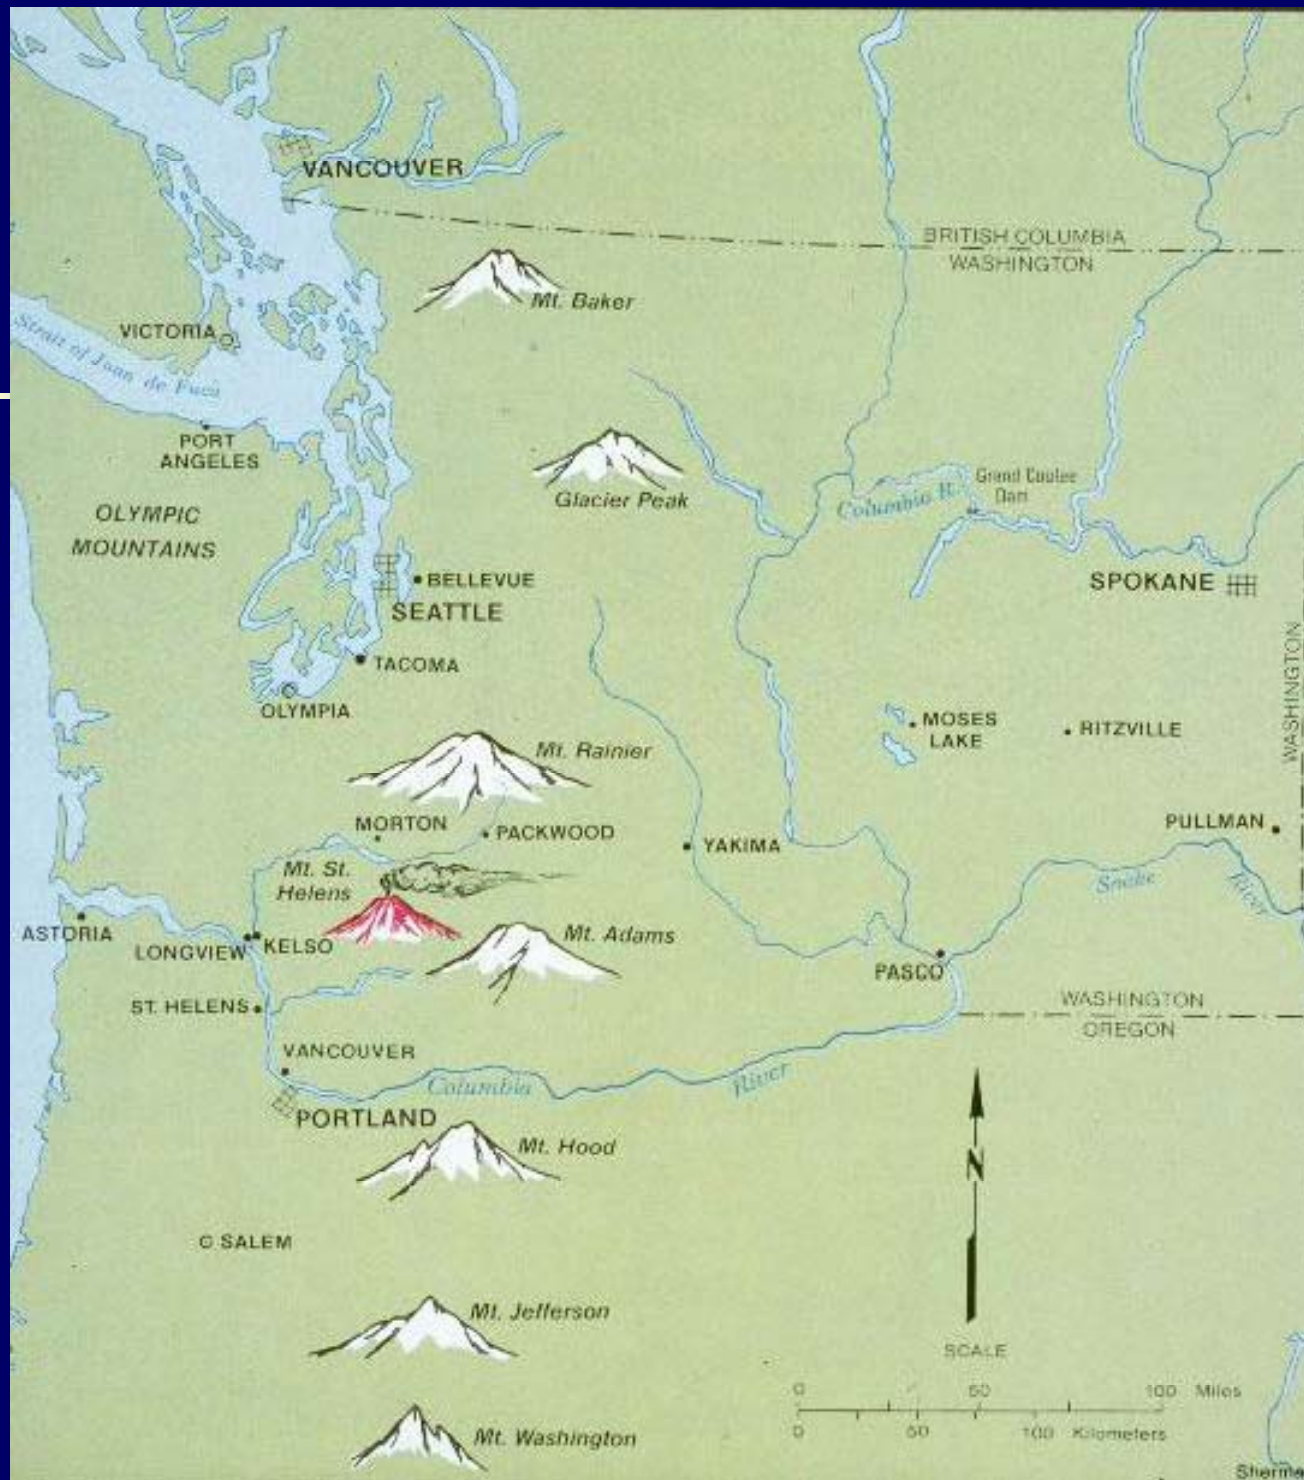 VANCOUVER
BRITISH COLUMBIA
WASHINGTON
Mt. Baker
VICTORIA
Strait of Juan de Fuca
PORT
ANGELES
Glacier Peak
Columbia R.
Grand Coulee
Dam
OLYMPIC
MOUNTAINS
BELLEVUE
SEATTLE
SPOKANE
TACOMA
OLYMPIA
WASHINGTON
MOSES
LAKE
RITZVILLE
Mt. Rainier
MORTON
PACKWOOD
YAKIMA
PULLMAN
Mt. St.
Helens
Snake River
ASTORIA
LONGVIEW
KELSO
Mt. Adams
PASCO
ST. HELENS
WASHINGTON
OREGON
VANCOUVER
Columbia River
PORTLAND
Mt. Hood
N
SALEM
Mt. Jefferson
SCALE
0 50 100 Miles
0 50 100 Kilometers
Mt. Washington